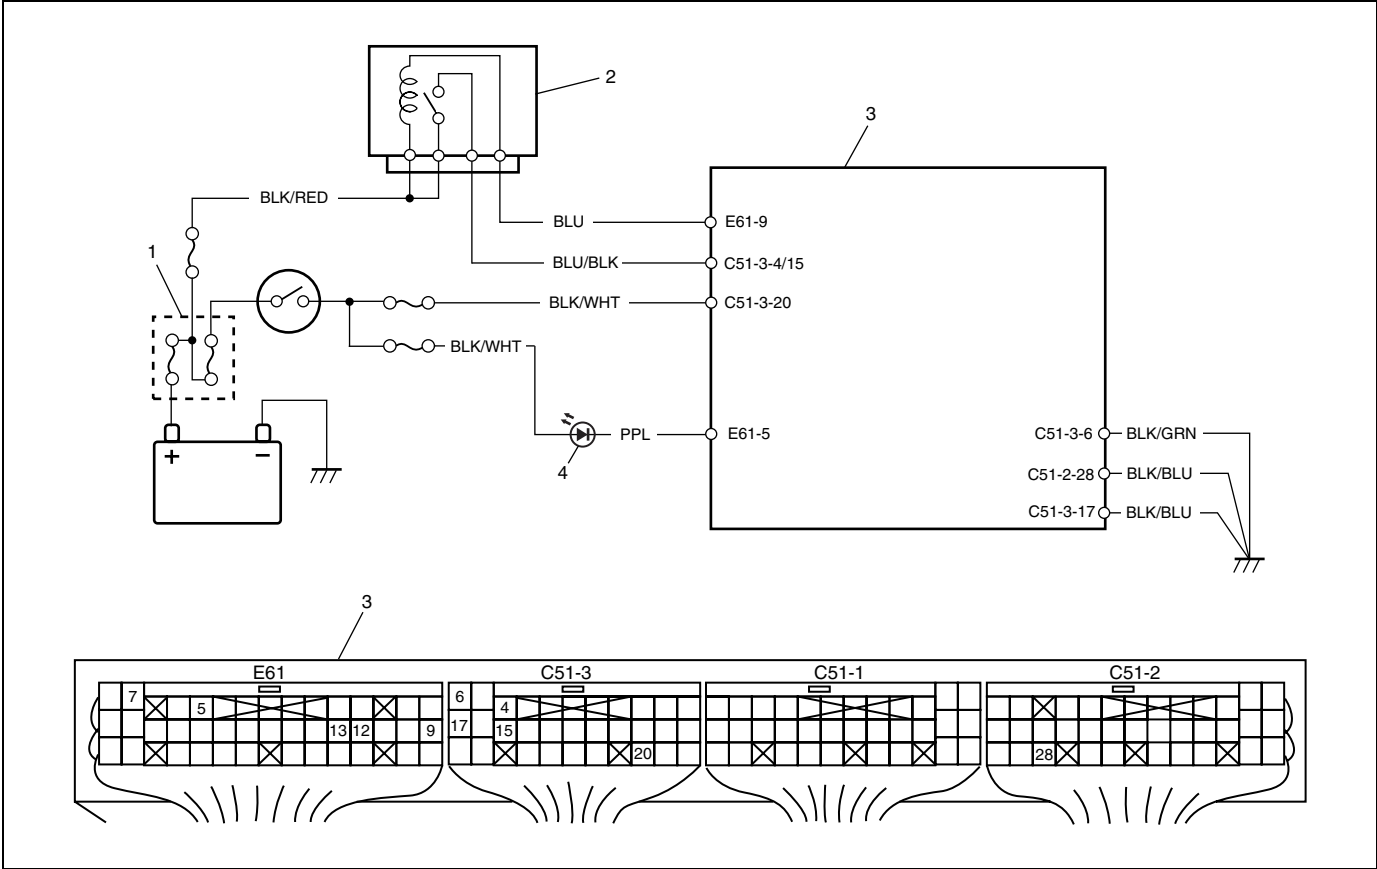 2
3
BLK/RED
BLU
E61-9
1
BLU/BLK
C51-3-4/15
BLK/WHT
C51-3-20
BLK/WHT
PPL
E61-5
C51-3-6
BLK/GRN
4
+
–
C51-2-28
BLK/BLU
C51-3-17
BLK/BLU
3
E61
C51-3
C51-1
C51-2
7
6
5
4
13 12
9
17
15
20
28